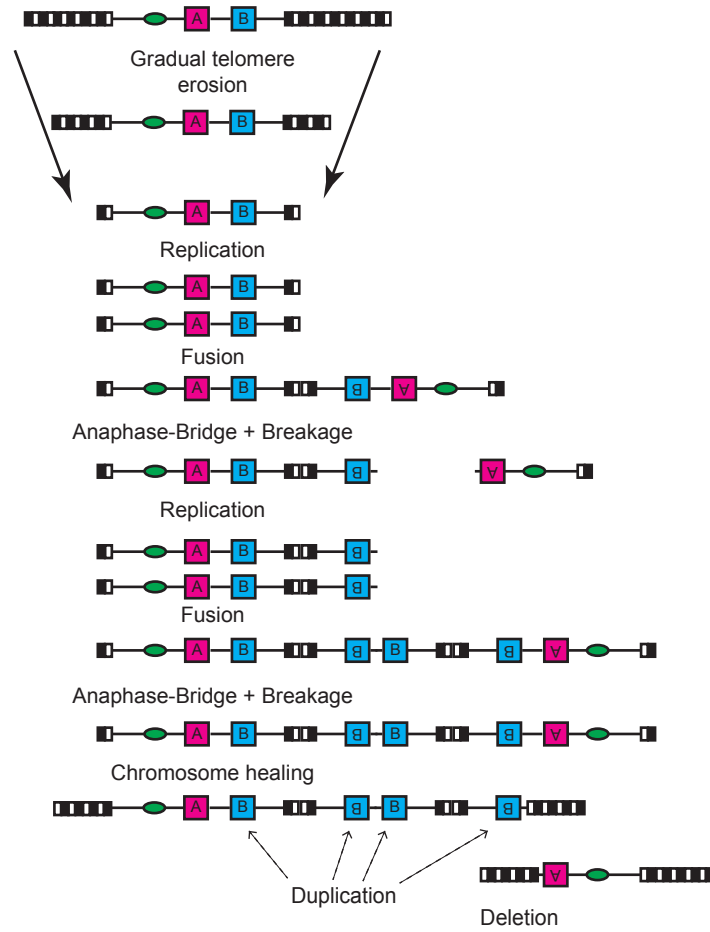 A B
Gradual telomere
erosion
A B
A B
Replication
A B
A B
Fusion
A B B A
Anaphase-Bridge + Breakage
A B B A
Replication
A B B
A B B
Fusion
A B B B B A
Anaphase-Bridge + Breakage
A B B B B A
Chromosome healing
A B B B B
Duplication
A
Deletion